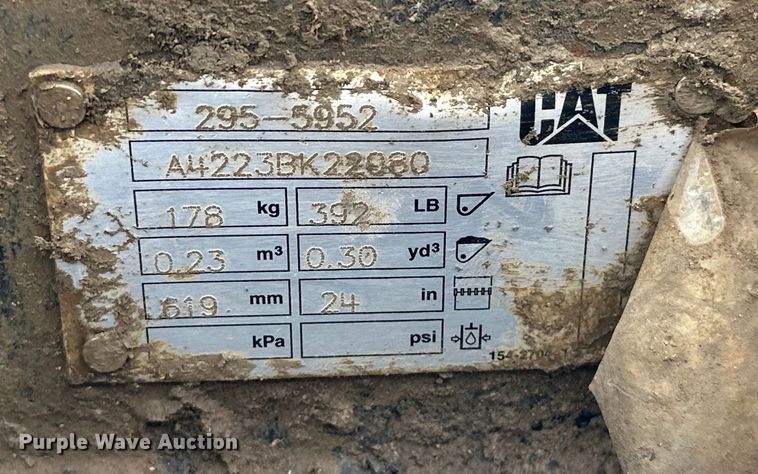 295-5952
CAT
A4223BK22080
178 kg 392 LB
0.23 m³ 0.30 yd³
619 mm 24 in
kPa psi
Purple Wave Auction